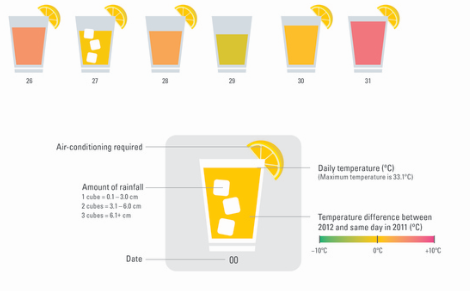 26 27 28 29 30 31
Air-conditioning required
Daily temperature (°C)
(Maximum temperature is 33.1°C)
Amount of rainfall
1 cube = 0.1 – 3.0 cm
2 cubes = 3.1 – 6.0 cm
3 cubes = 6.1+ cm
Temperature difference between
2012 and same day in 2011 (°C)
–10°C 0°C +10°C
Date
00